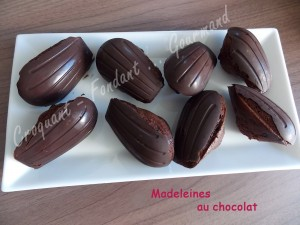 Croquant - Fondant ... Gourmand
Madeleines
au chocolat